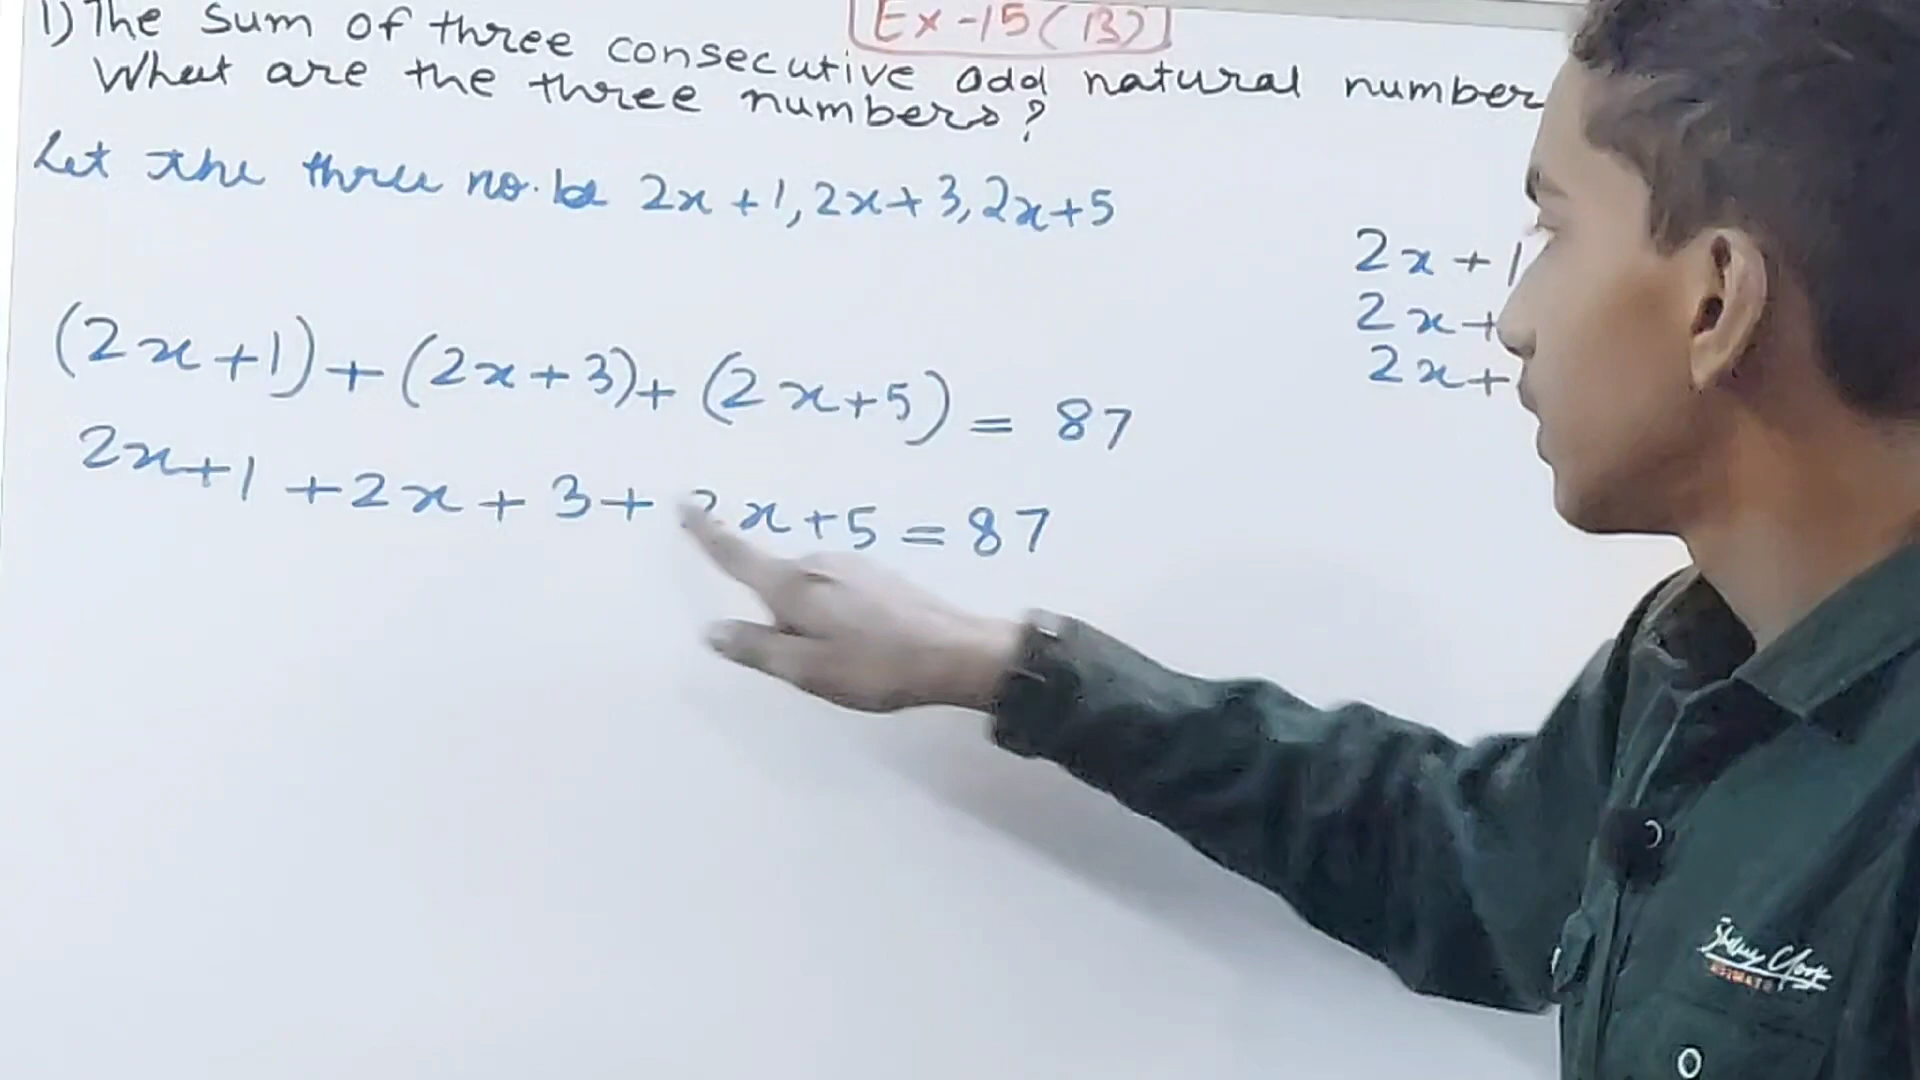 Ex-15(B)
1) The sum of three consecutive odd natural number
What are the three numbers?
Let the three no. be 2x+1, 2x+3, 2x+5
(2x+1)+(2x+3)+(2x+5) = 87
2x+1+2x+3+2x+5=87
2x+1
2x+
2x+